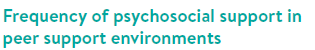 Frequency of psychosocial support in
peer support environments